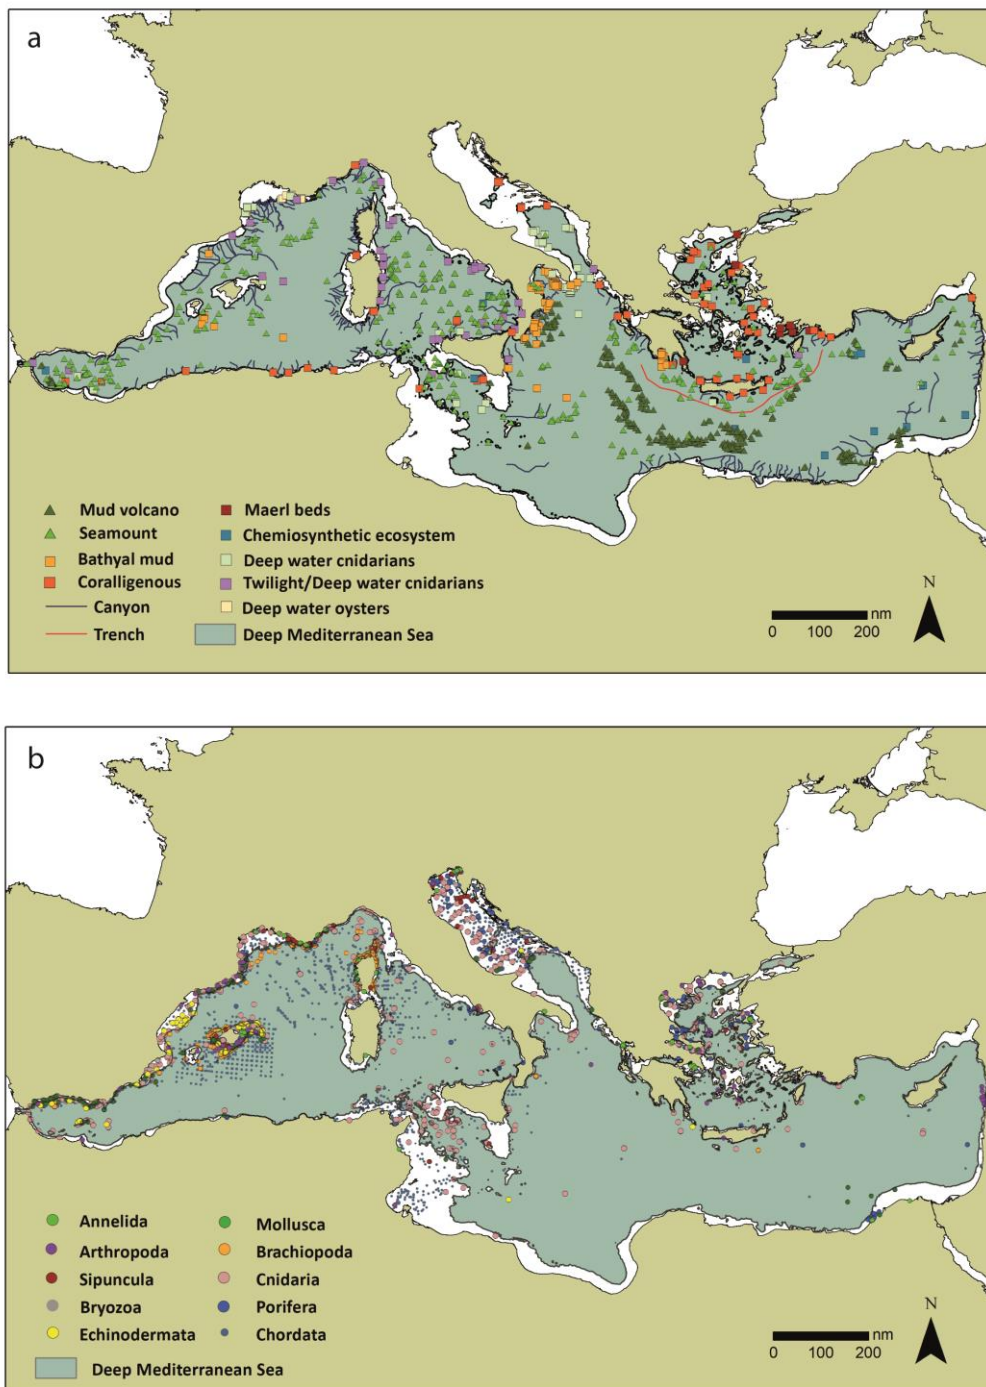 a
Mud volcano
Seamount
Bathyal mud
Coralligenous
Canyon
Trench
Maerl beds
Chemiosynthetic ecosystem
Deep water cnidarians
Twilight/Deep water cnidarians
Deep water oysters
Deep Mediterranean Sea
N
nm
0 100 200
b
Annelida
Arthropoda
Sipuncula
Bryozoa
Echinodermata
Mollusca
Brachiopoda
Cnidaria
Porifera
Chordata
Deep Mediterranean Sea
N
nm
0 100 200